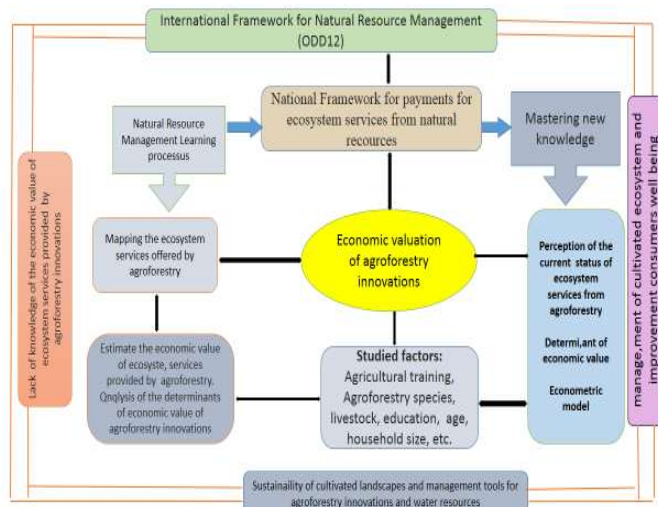 International Framework for Natural Resource Management
(ODD12)
National Framework for payments for
ecosystem services from natural
recources
Natural Resource
Management Learning
processus
Mastering new
knowledge
Lack of knowledge of the economic value of
ecosystem services provided by
agroforestry innovations
Mapping the ecosystem
services offered by
agroforestry
Economic valuation
of agroforestry
innovations
Perception of the
current status of
ecosystem
services from
agroforestry
Determi,ant of
economic value
Econometric
model
manage,ment of cultivated ecosystem and
improvement consumers well being
Estimate the economic value
of ecosyste, services
provided by agroforestry.
Qnqlysis of the determinants
of economic value of
agroforestry innovations
Studied factors:
Agricultural training,
Agroforestry species,
livestock, education, age,
household size, etc.
Sustainaility of cultivated landscapes and management tools for
agroforestry innovations and water resources